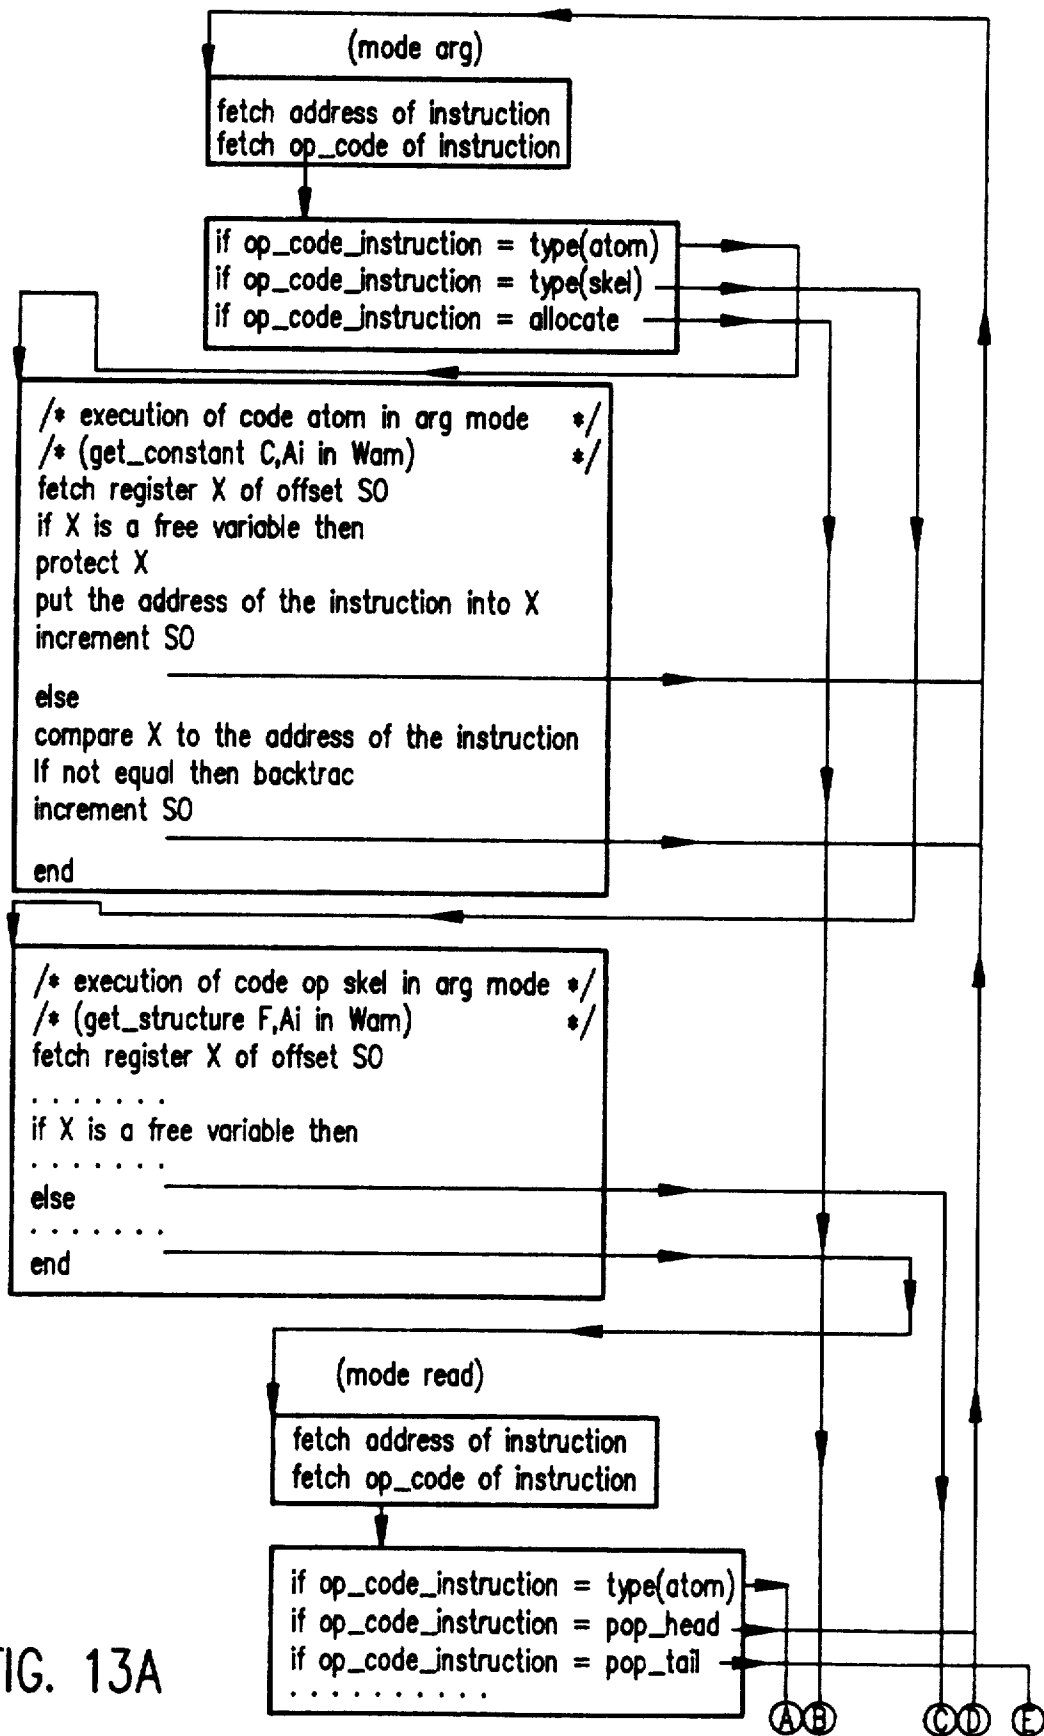 (mode arg)
fetch address of instruction
fetch op_code of instruction
if op_code_instruction = type(atom)
if op_code_instruction = type(skel)
if op_code_instruction = allocate
/* execution of code atom in arg mode */
/* (get_constant C,Ai in Wam) */
fetch register X of offset SO
if X is a free variable then
protect X
put the address of the instruction into X
increment SO
else
compare X to the address of the instruction
If not equal then backtrac
increment SO
end
/* execution of code op skel in arg mode */
/* (get_structure F,Ai in Wam) */
fetch register X of offset SO
. . . . . . .
if X is a free variable then
. . . . . . .
else
. . . . . . .
end
(mode read)
fetch address of instruction
fetch op_code of instruction
if op_code_instruction = type(atom)
if op_code_instruction = pop_head
if op_code_instruction = pop_tail
. . . . . . . . . .
FIG. 13A
A B C D E